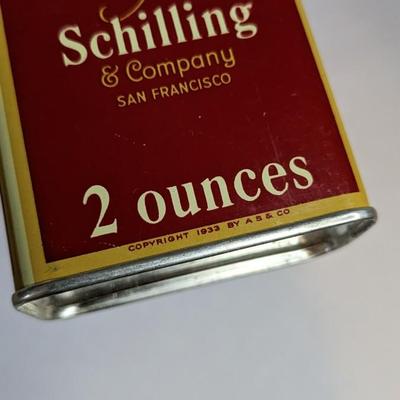 Schilling
& Company
SAN FRANCISCO
2 ounces
COPYRIGHT 1933 BY A S & CO